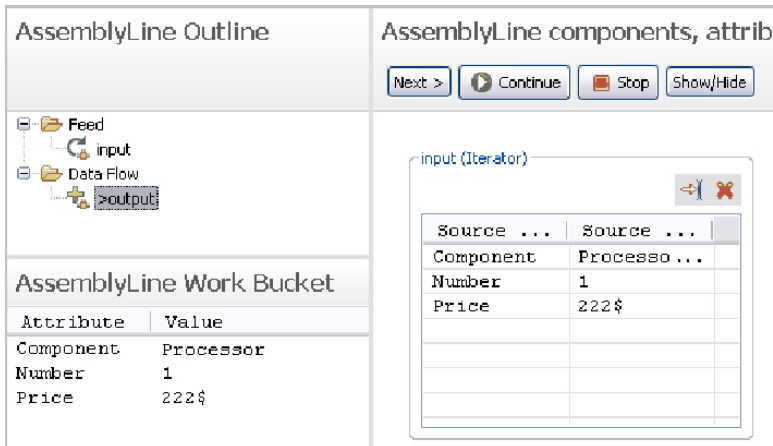 AssemblyLine Outline
Feed
input
Data Flow
>output
AssemblyLine Work Bucket
Attribute Value
Component Processor
Number 1
Price 222$
AssemblyLine components, attrib
Next > Continue Stop Show/Hide
input (Iterator)
Source ... Source ...
Component Processo...
Number 1
Price 222$